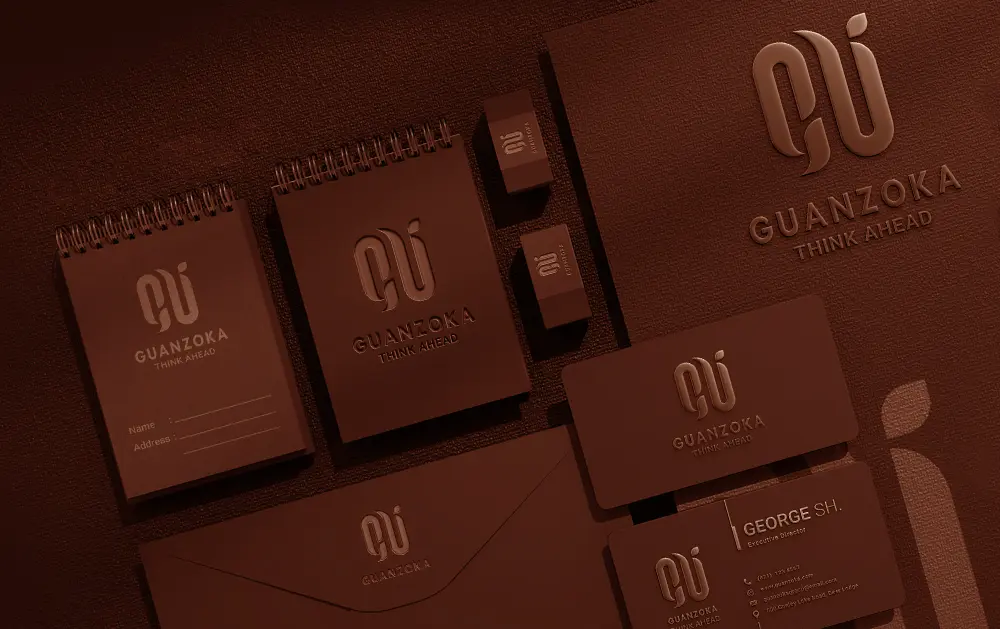 GUANZOKA
THINK AHEAD
GUANZOKA
THINK AHEAD
GUANZOKA
THINK AHEAD
Name :
Address :
GUANZOKA
THINK AHEAD
GUANZOKA
GEORGE SH.
Executive Director
GUANZOKA
THINK AHEAD